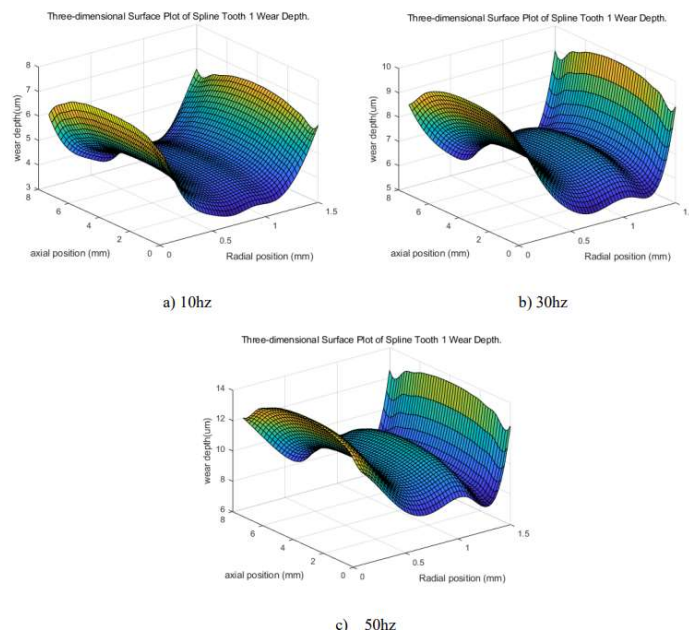 Three-dimensional Surface Plot of Spline Tooth 1 Wear Depth.
Three-dimensional Surface Plot of Spline Tooth 1 Wear Depth.
8
7
6
5
4
3
wear depth(um)
8
6
4
2
0
axial position (mm)
0
0.5
1
1.5
Radial position (mm)
10
9
8
7
6
5
wear depth(um)
8
6
4
2
0
axial position (mm)
0
0.5
1
1.
Radial position (mm)
a) 10hz
b) 30hz
Three-dimensional Surface Plot of Spline Tooth 1 Wear Depth.
14
12
10
8
6
wear depth(um)
8
6
4
2
0
axial position (mm)
0
0.5
1
1.5
Radial position (mm)
c) 50hz